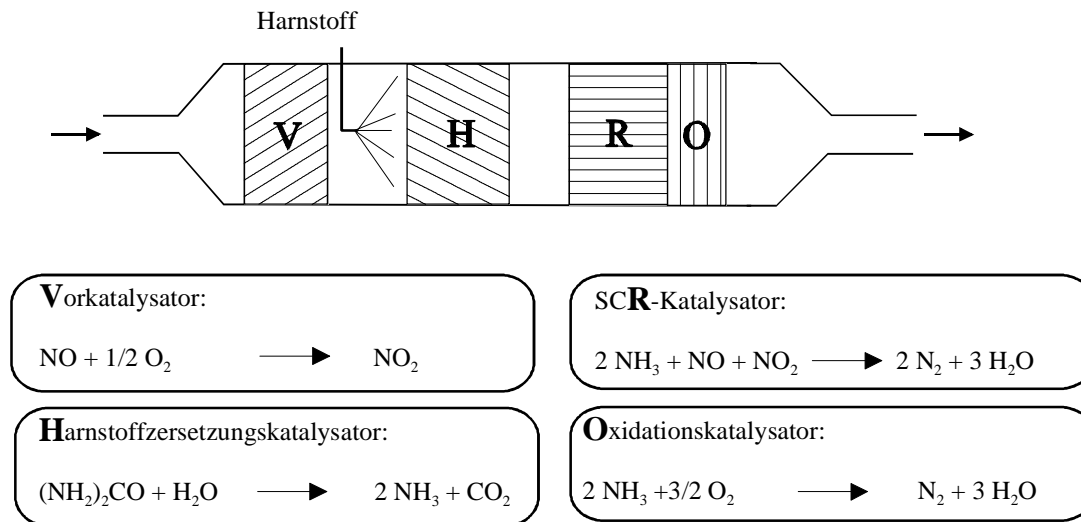 Harnstoff
V H R O
Vorkatalysator:
NO + 1/2 O₂ → NO₂
SCR-Katalysator:
2 NH₃ + NO + NO₂ → 2 N₂ + 3 H₂O
Harnstoffzersetzungskatalysator:
(NH₂)₂CO + H₂O → 2 NH₃ + CO₂
Oxidationskatalysator:
2 NH₃ +3/2 O₂ → N₂ + 3 H₂O